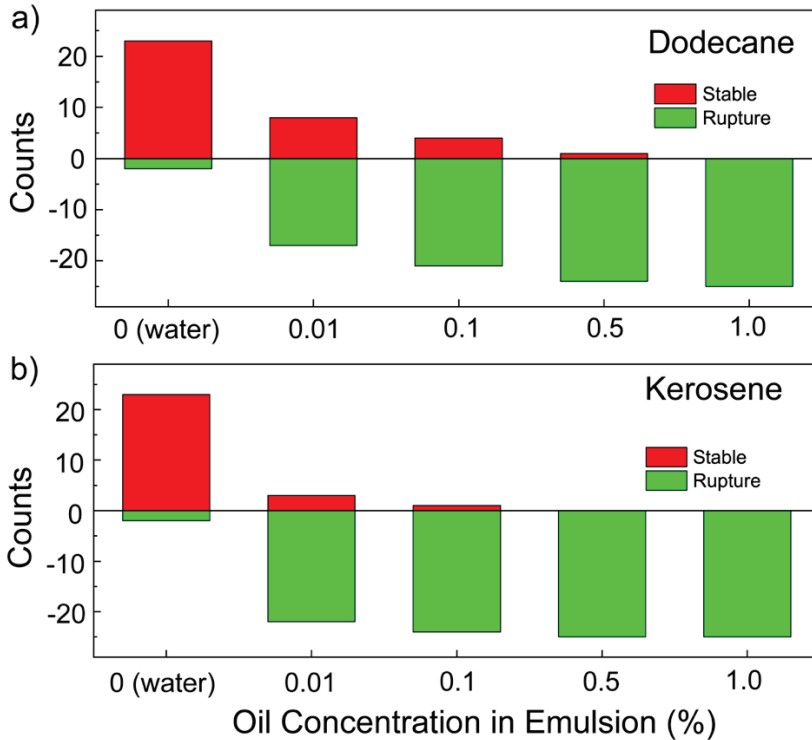 a)
Dodecane
Stable
Rupture
Counts
20
10
0
-10
-20
0 (water) 0.01 0.1 0.5 1.0
b)
Kerosene
Stable
Rupture
Counts
20
10
0
-10
-20
0 (water) 0.01 0.1 0.5 1.0
Oil Concentration in Emulsion (%)